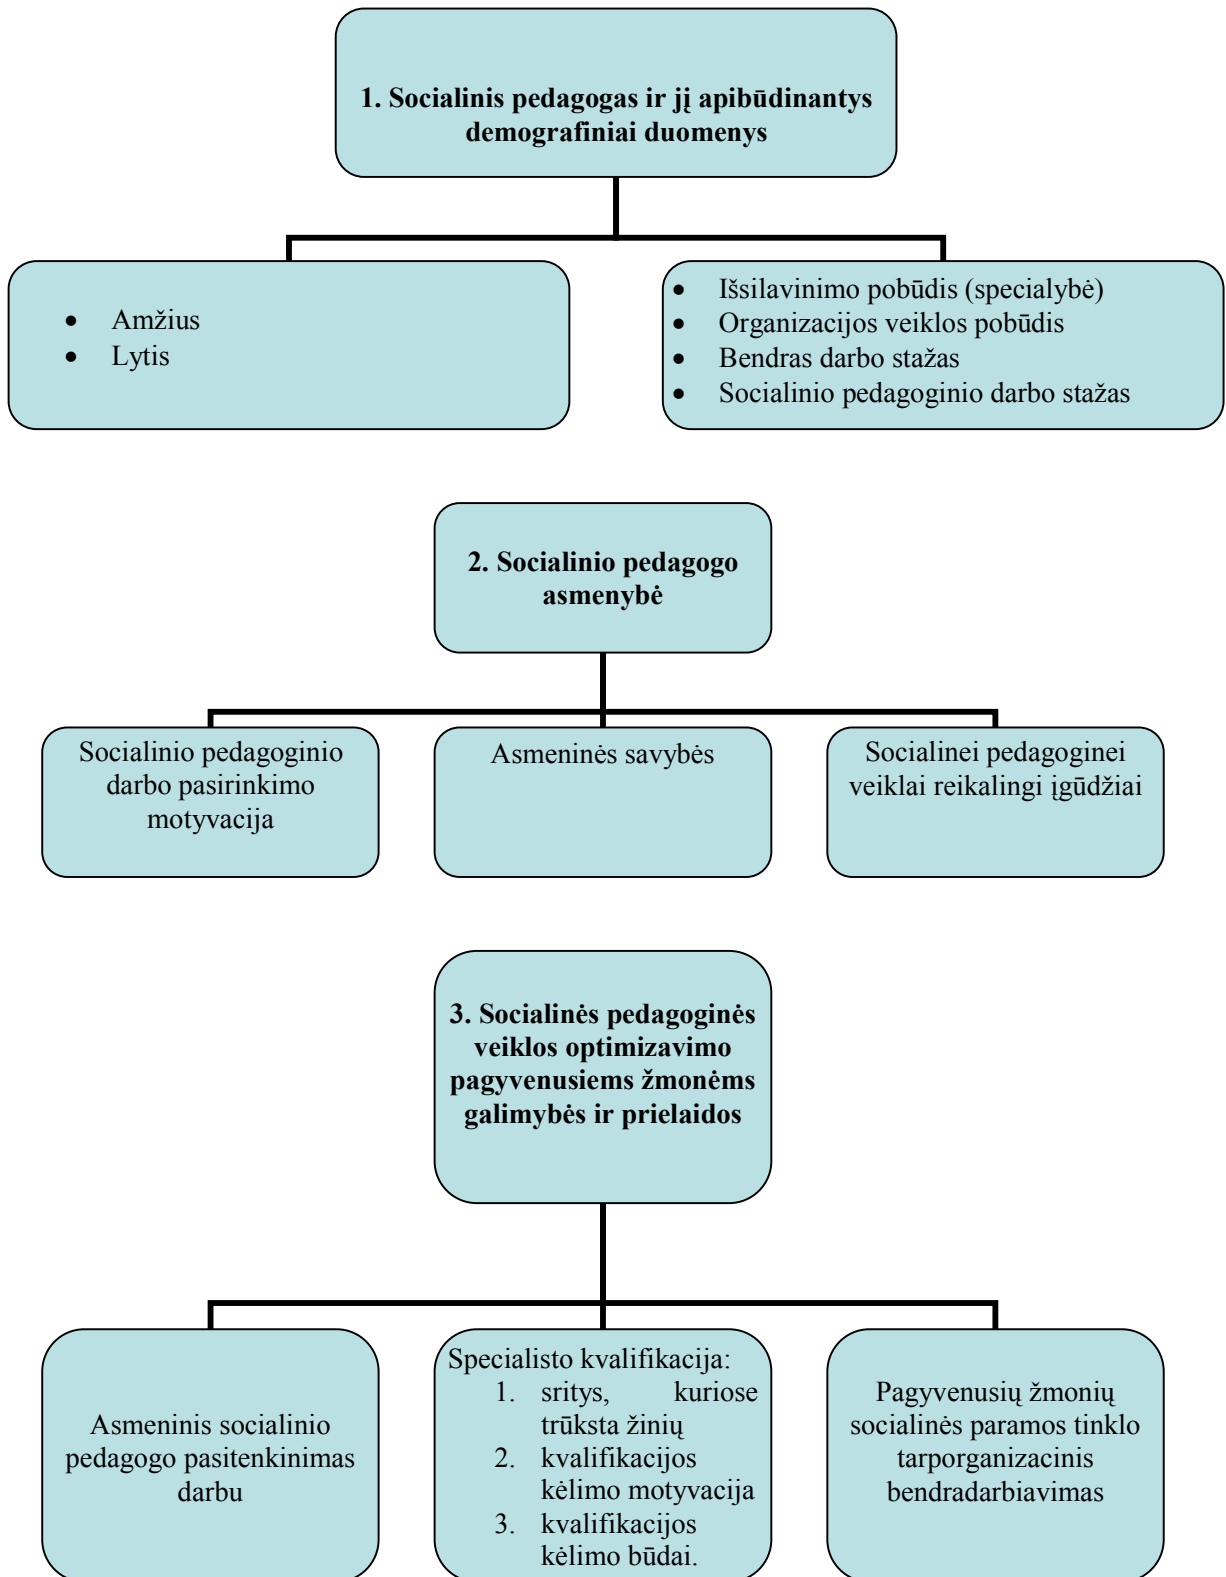 1. Socialinis pedagogas ir jį apibūdinantys
demografiniai duomenys
• Amžius
• Lytis
• Išsilavinimo pobūdis (specialybė)
• Organizacijos veiklos pobūdis
• Bendras darbo stažas
• Socialinio pedagoginio darbo stažas
2. Socialinio pedagogo
asmenybė
Socialinio pedagoginio
darbo pasirinkimo
motyvacija
Asmeninės savybės
Socialinei pedagoginei
veiklai reikalingi įgūdžiai
3. Socialinės pedagoginės
veiklos optimizavimo
pagyvenusiems žmonėms
galimybės ir prielaidos
Asmeninis socialinio
pedagogo pasitenkinimas
darbu
Specialisto kvalifikacija:
1. sritys, kuriose
trūksta žinių
2. kvalifikacijos
kėlimo motyvacija
3. kvalifikacijos
kėlimo būdai.
Pagyvenusių žmonių
socialinės paramos tinklo
tarporganizacinis
bendradarbiavimas